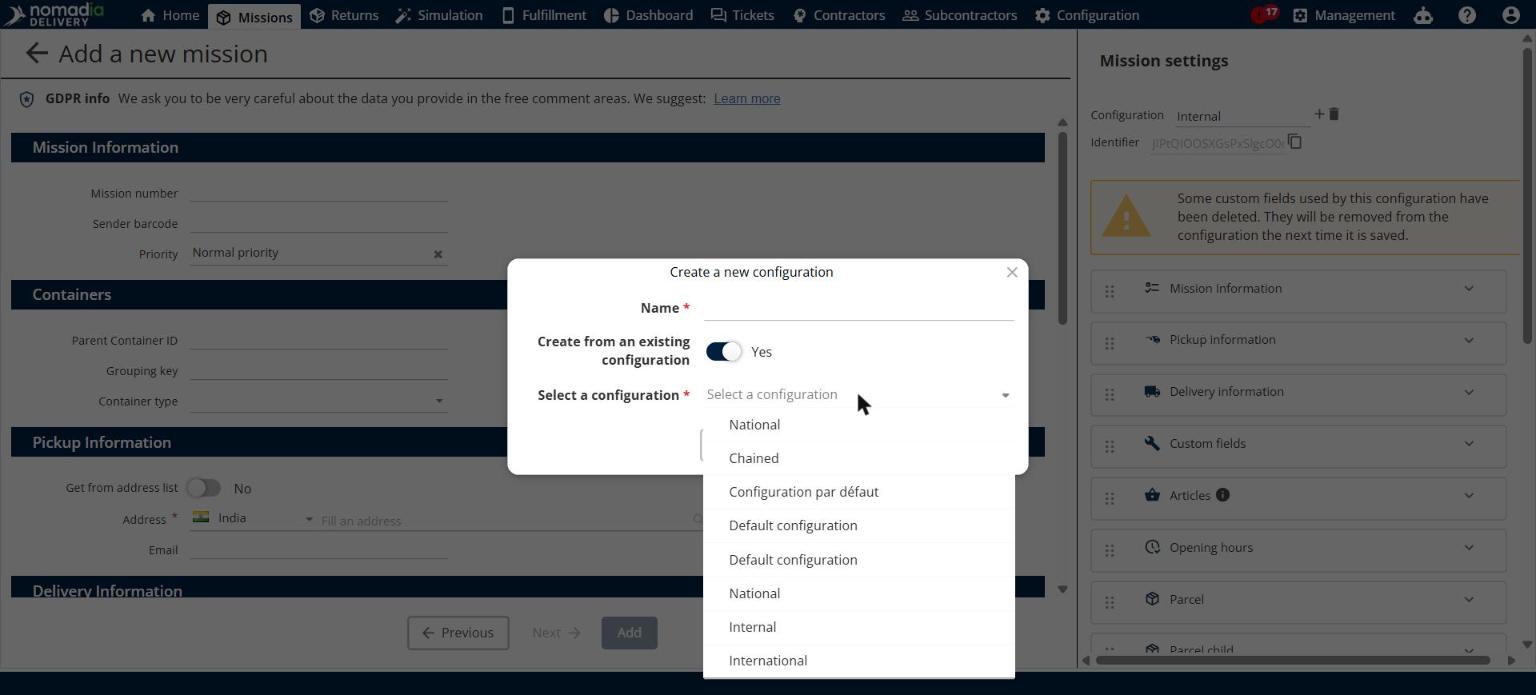 nomadia
DELIVERY
Home
Missions
Returns
Simulation
Fulfillment
Dashboard
Tickets
Contractors
Subcontractors
Configuration
17
Management
Add a new mission
GDPR info We ask you to be very careful about the data you provide in the free comment areas. We suggest: Learn more
Mission Information
Mission number
Sender barcode
Priority Normal priority
Containers
Parent Container ID
Grouping key
Container type
Pickup Information
Get from address list No
Address * India Fill an address
Email
Delivery Information
Previous
Next
Add
Create a new configuration
Name *
Create from an existing
configuration
Yes
Select a configuration * Select a configuration
National
Chained
Configuration par défaut
Default configuration
Default configuration
National
Internal
International
Mission settings
Configuration Internal
Identifier
Some custom fields used by this configuration have
been deleted. They will be removed from the
configuration the next time it is saved.
Mission Information
Pickup information
Delivery information
Custom fields
Articles
Opening hours
Parcel
Parcel child